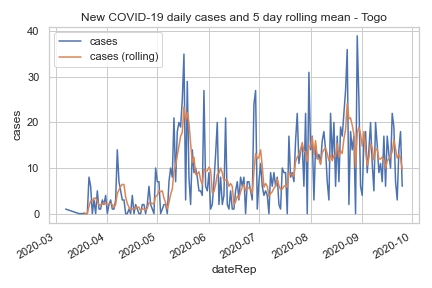 New COVID-19 daily cases and 5 day rolling mean - Togo
cases
cases (rolling)
40
30
20
10
0
cases
2020-03
2020-04
2020-05
2020-06
2020-07
2020-08
2020-09
2020-10
dateRep